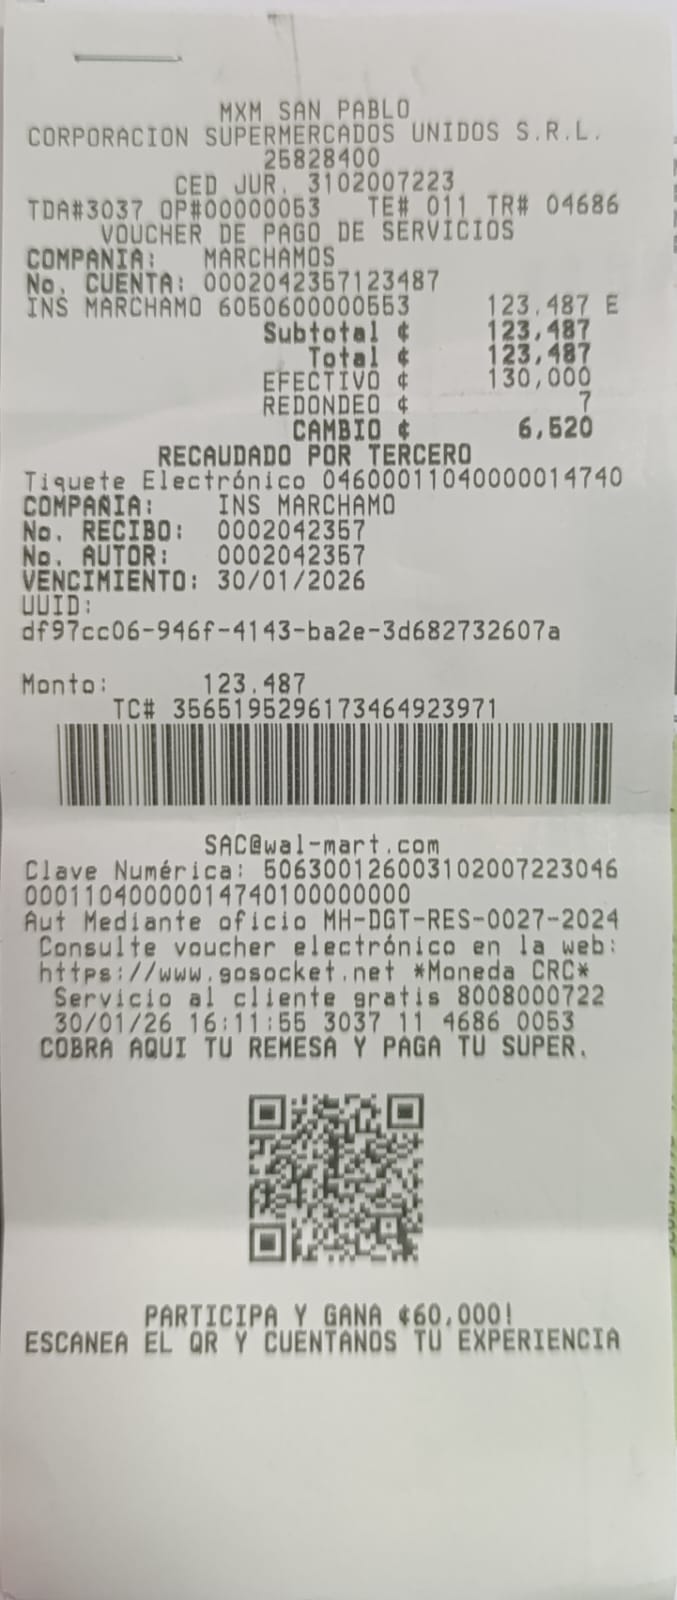 MXM SAN PABLO
CORPORACION SUPERMERCADOS UNIDOS S.R.L.
25828400
CED JUR. 3102007223
TDA#3037 OP#00000053 TE# 011 TR# 04686
VOUCHER DE PAGO DE SERVICIOS
COMPANIA: MARCHAMOS
No. CUENTA: 0002042357123487
INS MARCHAMO 6050600000553 123,487 E
Subtotal ¢ 123,487
Total ¢ 123,487
EFECTIVO ¢ 130,000
REDONDEO ¢ 7
CAMBIO ¢ 6,520
RECAUDADO POR TERCERO
Tiquete Electrónico 04600011040000014740
COMPAÑIA: INS MARCHAMO
No. RECIBO: 0002042357
No. AUTOR: 0002042357
VENCIMIENTO: 30/01/2026
UUID:
df97cc06-946f-4143-ba2e-3d682732607a
Monto: 123.487
TC# 3565195296173464923971
SAC@wal-mart.com
Clave Numérica: 506300126003102007223046
00011040000014740100000000
Aut Mediante oficio MH-DGT-RES-0027-2024
Consulte voucher electrónico en la web:
https://www.gosocket.net *Moneda CRC*
Servicio al cliente gratis 8008000722
30/01/26 16:11:55 3037 11 4686 0053
COBRA AQUI TU REMESA Y PAGA TU SUPER.
PARTICIPA Y GANA ¢60,000!
ESCANEA EL QR Y CUENTANOS TU EXPERIENCIA